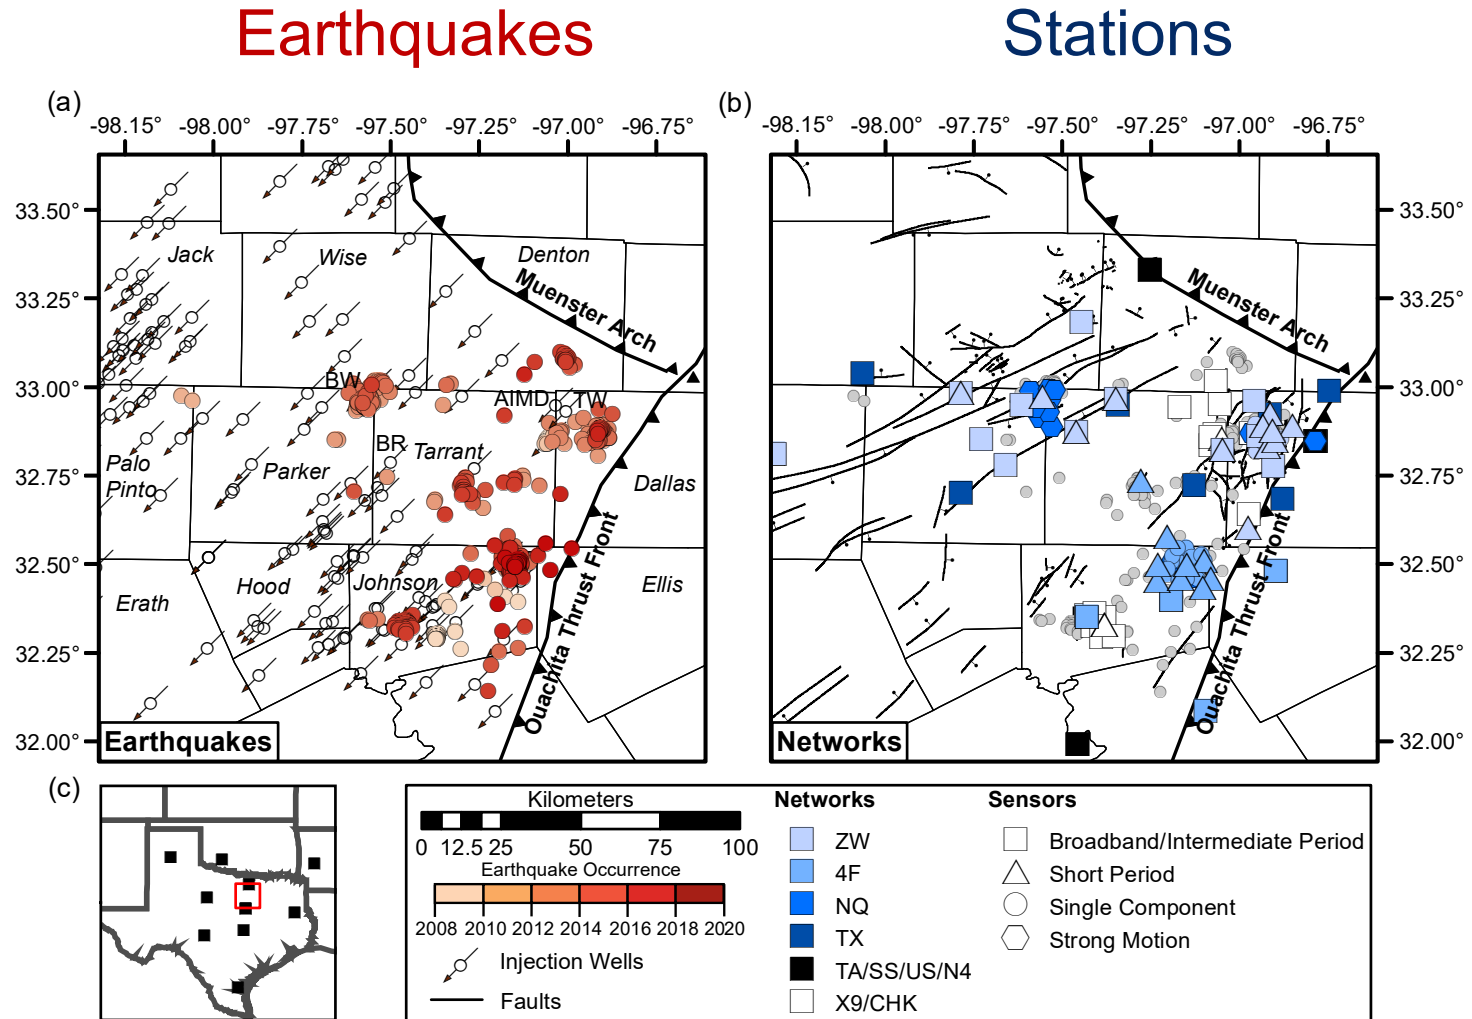 Earthquakes
Stations
(a)
-98.15° -98.00° -97.75° -97.50° -97.25° -97.00° -96.75°
33.50°
33.25°
33.00°
32.75°
32.50°
32.25°
32.00°
Jack
Wise
Denton
Muenster Arch
BW
AIMD
TW
BR
Tarrant
Palo
Pinto
Parker
Dallas
Hood
Johnson
Erath
Ellis
Ouachita Thrust Front
Earthquakes
(b)
-98.15° -98.00° -97.50° -97.25° -97.00° -96.75°
33.50°
33.25°
33.00°
32.75°
32.50°
32.25°
32.00°
Muenster Arch
Ouachita Thrust Front
Networks
(c)
Kilometers
0 12.5 25 50 75 100
Earthquake Occurrence
2008 2010 2012 2014 2016 2018 2020
Injection Wells
Faults
Networks
ZW
4F
NQ
TX
TA/SS/US/N4
X9/CHK
Sensors
Broadband/Intermediate Period
Short Period
Single Component
Strong Motion